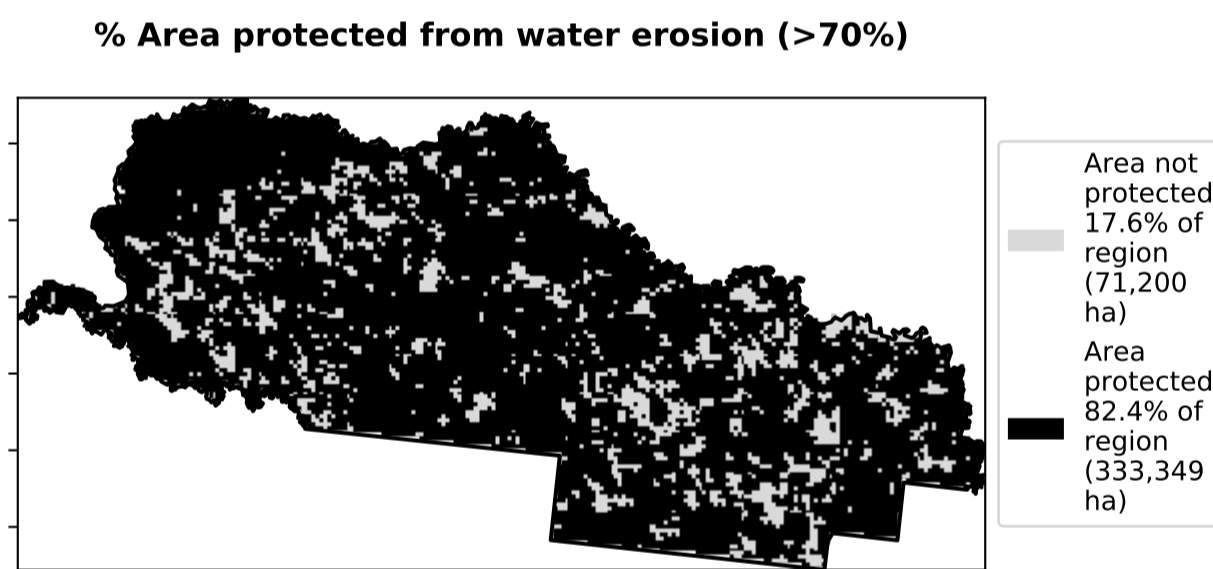 % Area protected from water erosion (>70%)
Area not
protected
17.6% of
region
(71,200
ha)
Area
protected
82.4% of
region
(333,349
ha)